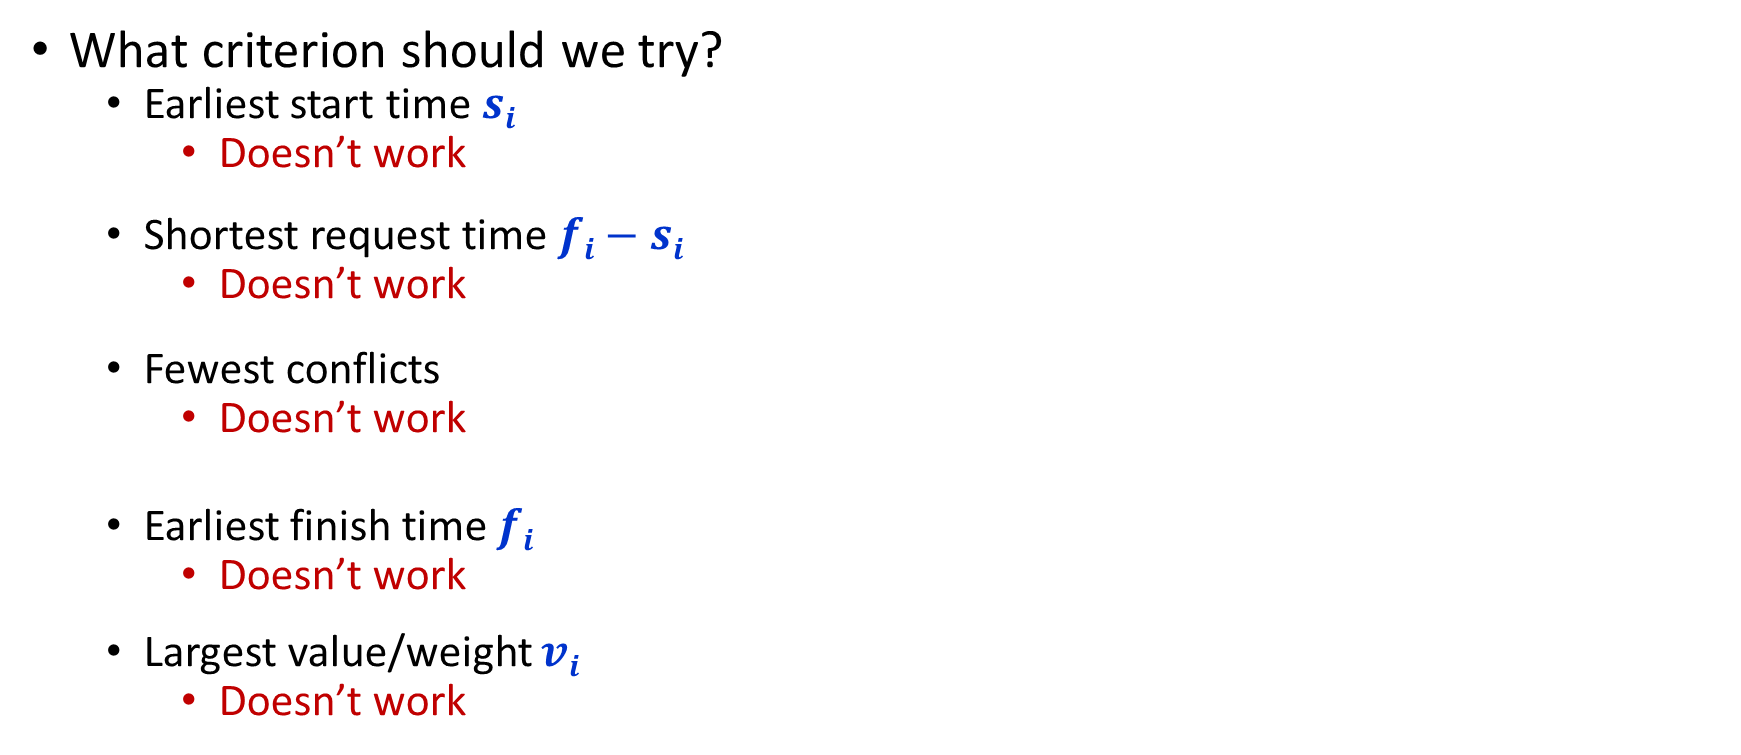 • What criterion should we try?
• Earliest start time s_i
• Doesn’t work
• Shortest request time f_i − s_i
• Doesn’t work
• Fewest conflicts
• Doesn’t work
• Earliest finish time f_i
• Doesn’t work
• Largest value/weight v_i
• Doesn’t work